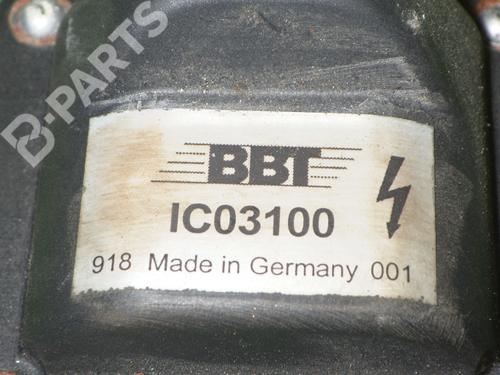 B-PARTS
BBT
IC03100
918 Made in Germany 001